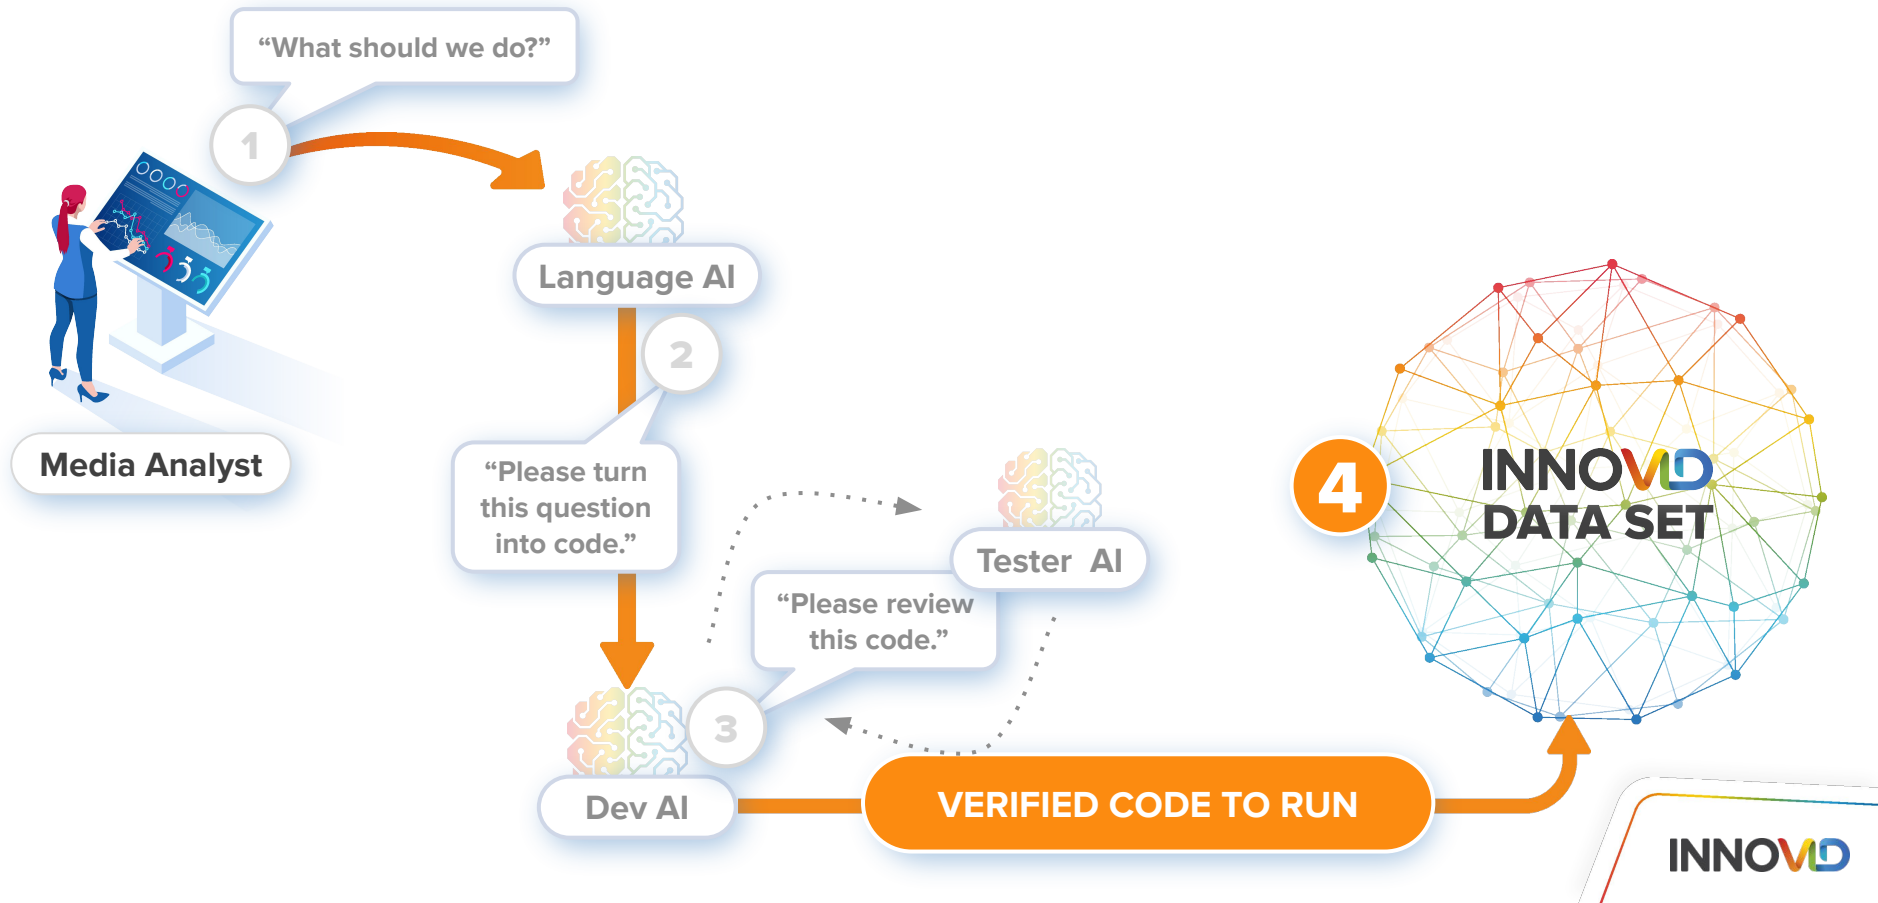 “What should we do?”
1
Language AI
2
Media Analyst
“Please turn
this question
into code.”
Tester AI
“Please review
this code.”
3
Dev AI
VERIFIED CODE TO RUN
4
INNOVID
DATA SET
INNOVID